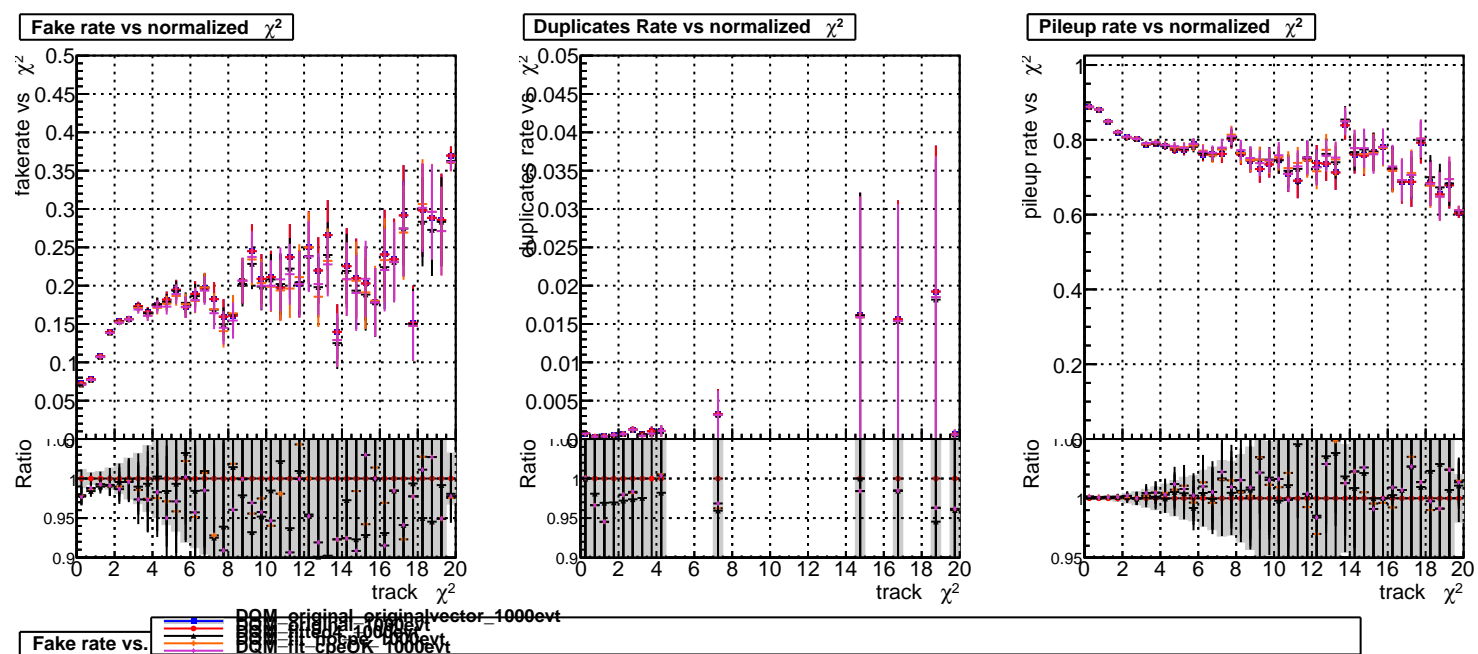 Fake rate vs normalized χ²
Duplicates Rate vs normalized χ²
Pileup rate vs normalized χ²
fakerate vs χ²
0.5
0.45
0.4
0.35
0.3
0.25
0.2
0.15
0.1
0.05
Ratio
1
0.95
0.9
0 2 4 6 8 10 12 14 16 18 20
track χ²
duplicates rate vs χ²
0.05
0.045
0.04
0.035
0.03
0.025
0.02
0.015
0.01
0.005
Ratio
1
0.95
0.9
0 2 4 6 8 10 12 14 16 18 20
track χ²
pileup rate vs χ²
1
0.8
0.6
0.4
0.2
Ratio
1
0.95
0 2 4 6 8 10 12 14 16 18 20
track χ²
Fake rate vs.
DQM_original_originalvector_1000evt
DQM_original_1000evt
DQM_fit_cpeOK_1000evt